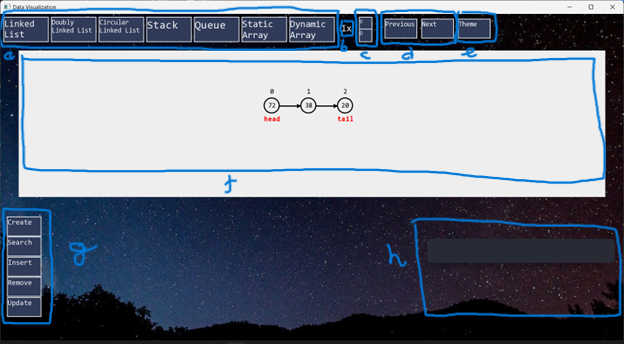 Data Visualization
Linked List
Doubly Linked List
Circular Linked List
Stack
Queue
Static Array
Dynamic Array
1x
Previous
Next
Theme
a
b
c
d
e
0 1 2
72 38 20
head tail
f
Create
Search
Insert
Remove
Update
g
h